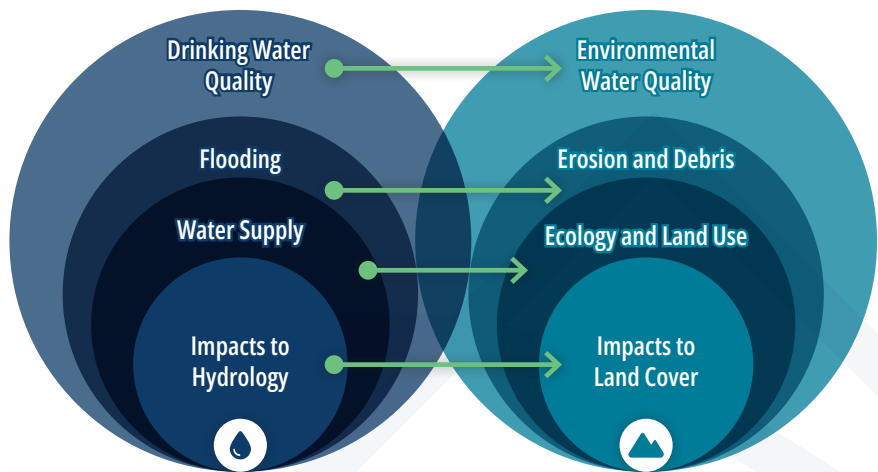 Drinking Water
Quality
Environmental
Water Quality
Flooding
Erosion and Debris
Water Supply
Ecology and Land Use
Impacts to
Hydrology
Impacts to
Land Cover